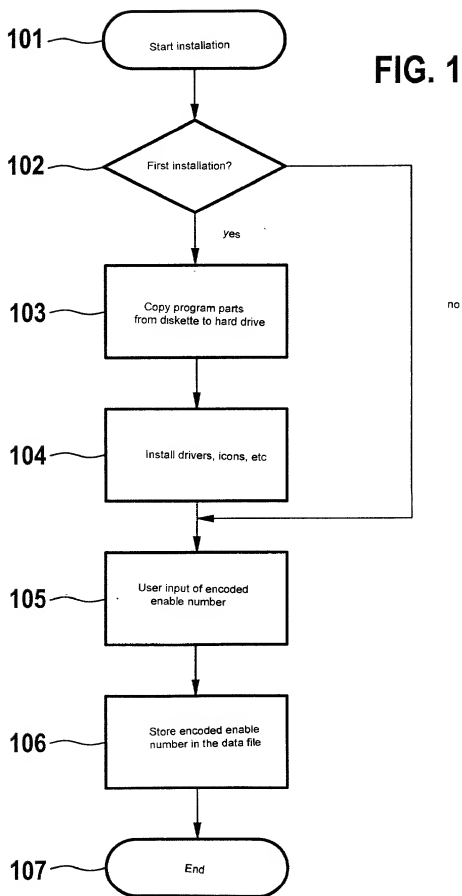 101
Start installation
FIG. 1
102
First installation?
yes
no
103
Copy program parts
from diskette to hard drive
104
Install drivers, icons, etc
105
User input of encoded
enable number
106
Store encoded enable
number in the data file
107
End